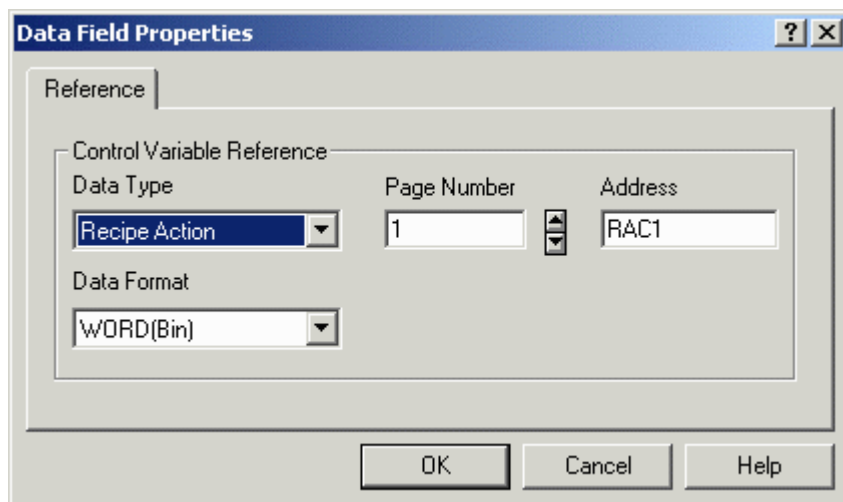 Data Field Properties
Reference
Control Variable Reference
Data Type Page Number Address
Recipe Action 1 RAC1
Data Format
WORD(Bin)
OK Cancel Help